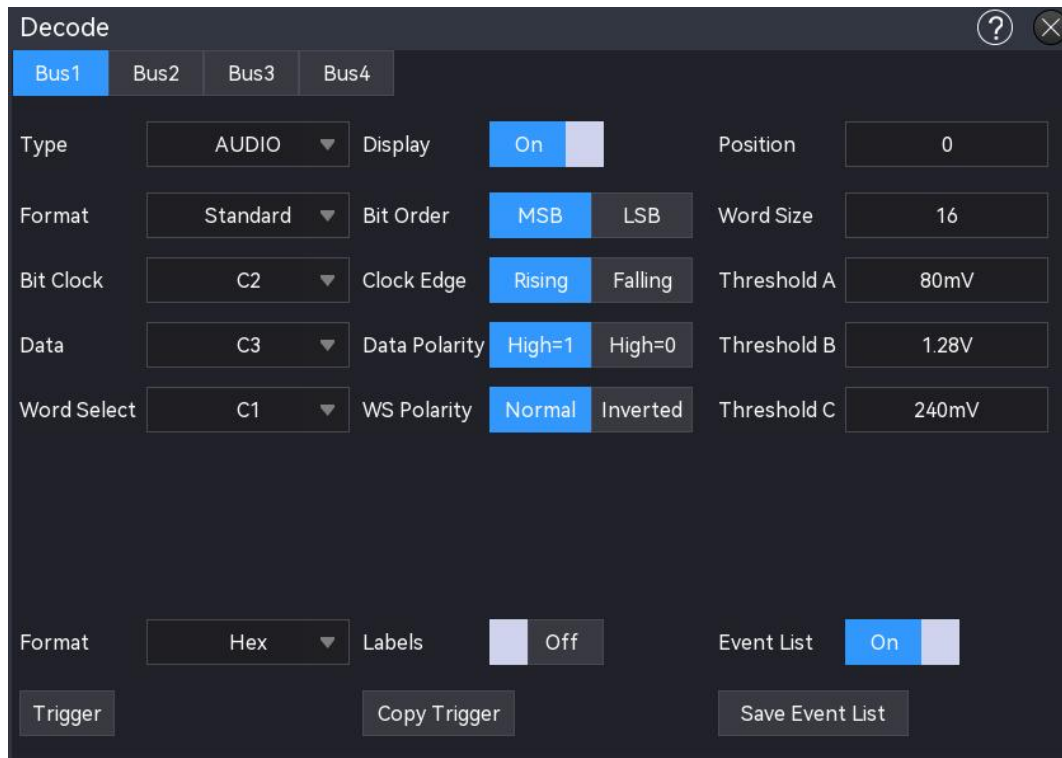 Decode ?
Bus1 Bus2 Bus3 Bus4
Type AUDIO Display On Position 0
Format Standard Bit Order MSB LSB Word Size 16
Bit Clock C2 Clock Edge Rising Falling Threshold A 80mV
Data C3 Data Polarity High=1 High=0 Threshold B 1.28V
Word Select C1 WS Polarity Normal Inverted Threshold C 240mV
Format Hex Labels Off Event List On
Trigger Copy Trigger Save Event List